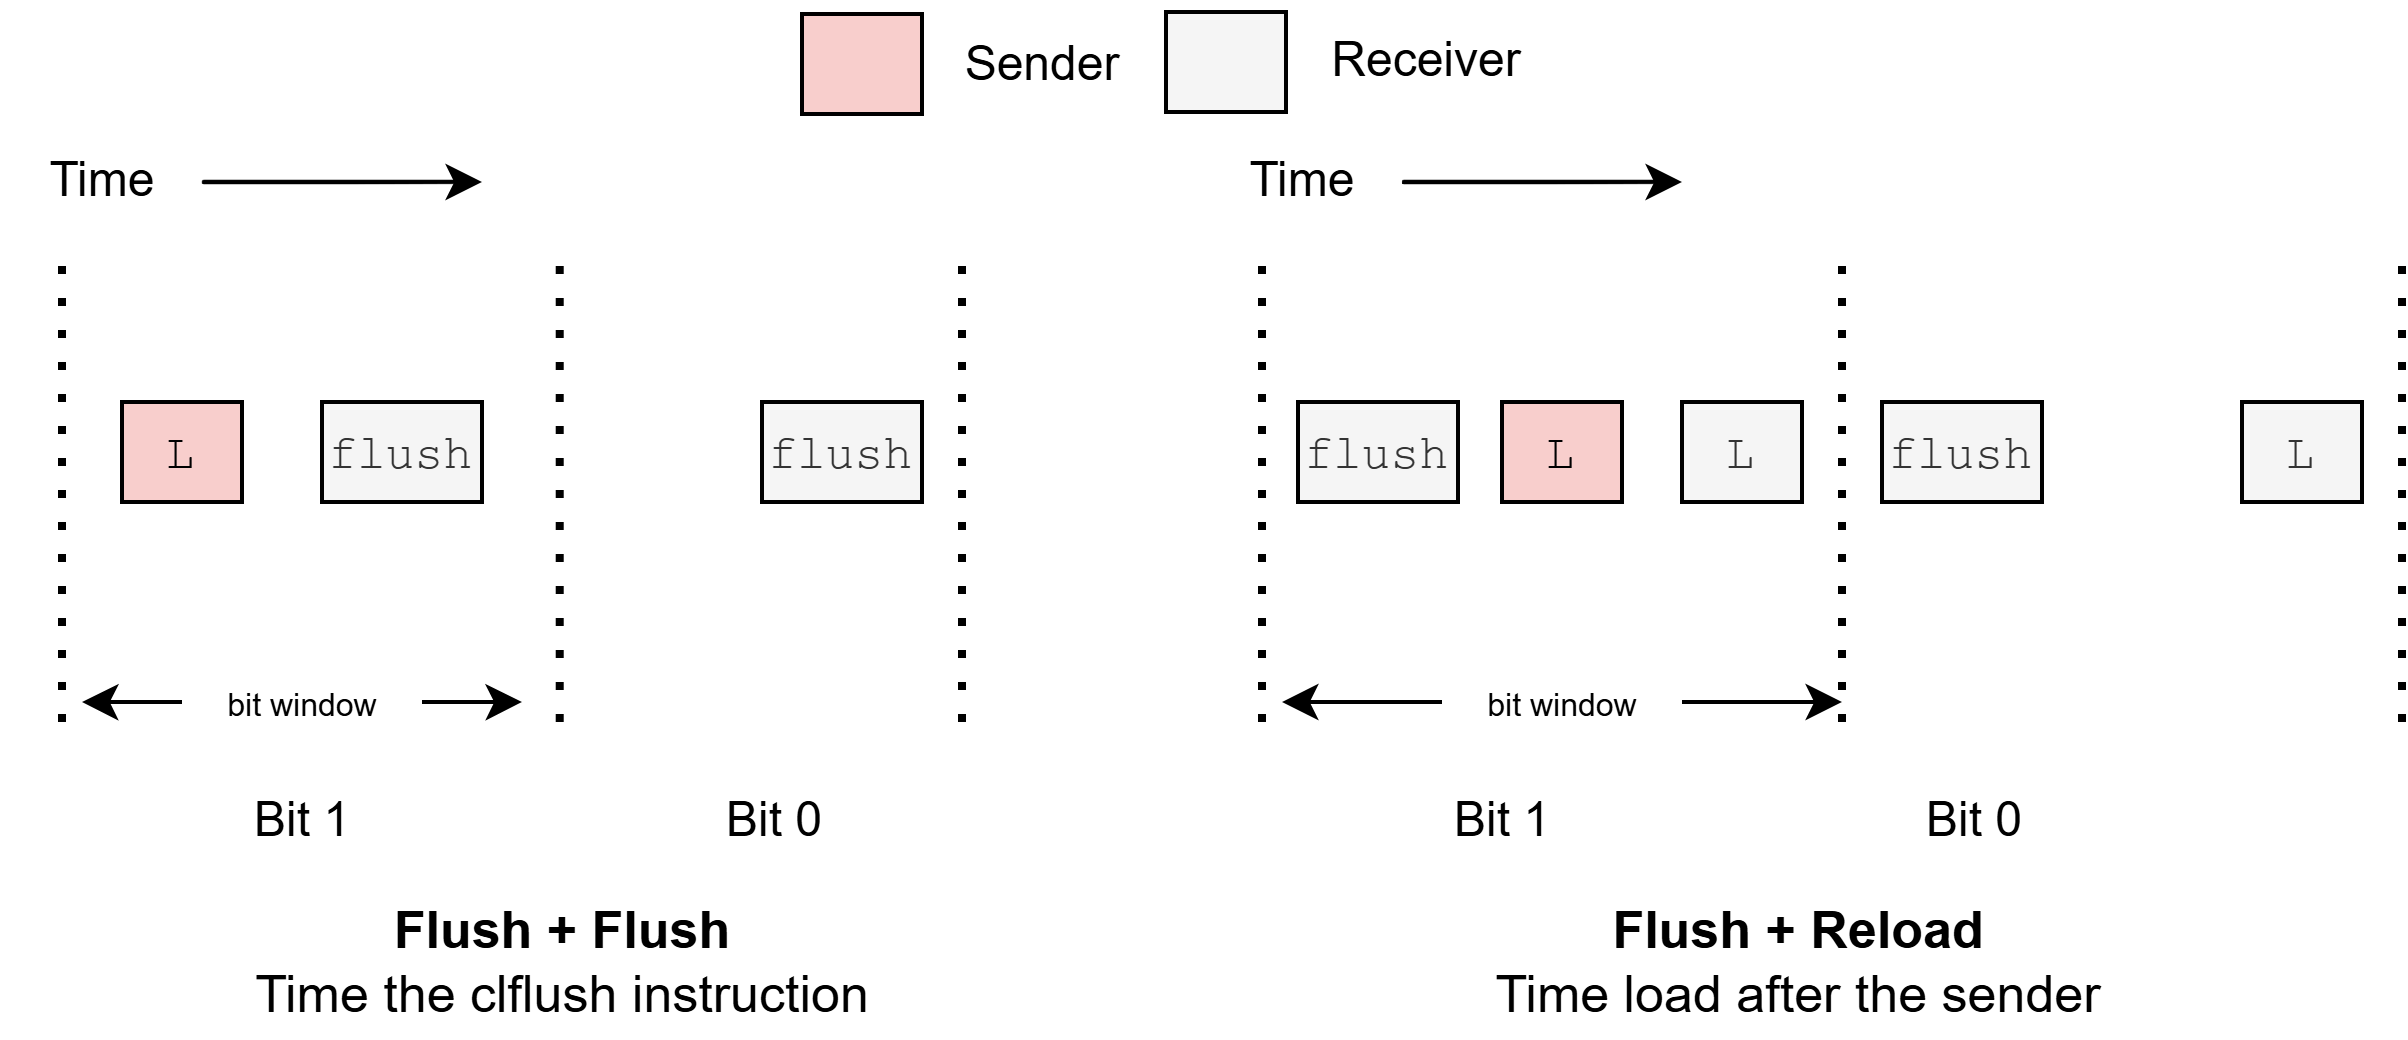 Sender
Receiver
Time
Time
L
flush
flush
flush
L
L
flush
L
bit window
bit window
Bit 1
Bit 0
Bit 1
Bit 0
Flush + Flush
Flush + Reload
Time the clflush instruction
Time load after the sender